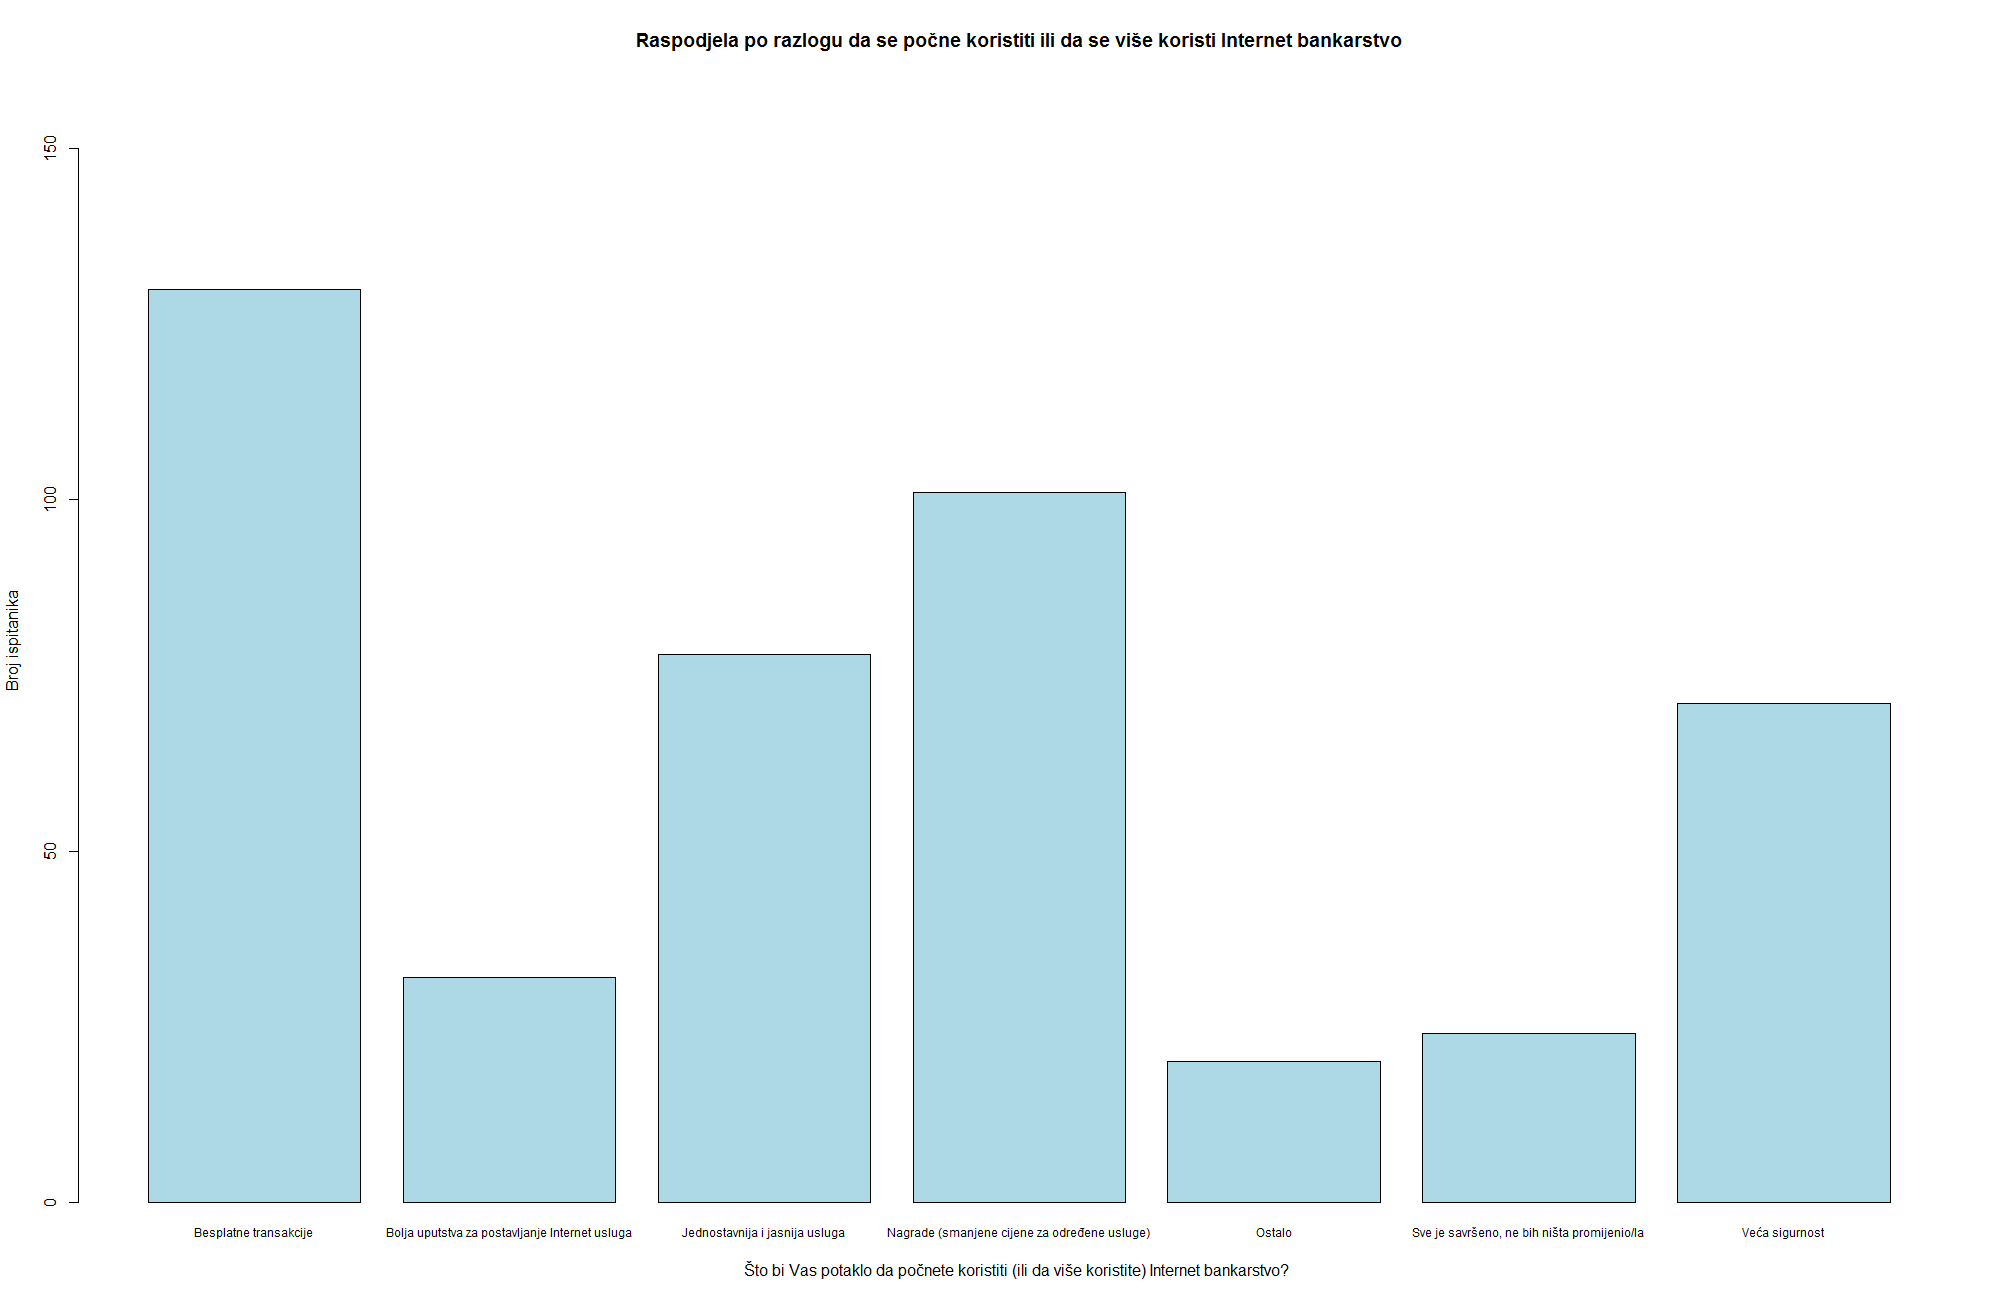 Raspodjela po razlogu da se počne koristiti ili da se više koristi Internet bankarstvo
150
100
50
0
Broj ispitanika
Besplatne transakcije
Bolja uputstva za postavljanje Internet usluga
Jednostavnija i jasnija usluga
Nagrade (smanjene cijene za određene usluge)
Ostalo
Sve je savršeno, ne bih ništa promijenio/la
Veća sigurnost
Što bi Vas potaklo da počnete koristiti (ili da više koristite) Internet bankarstvo?